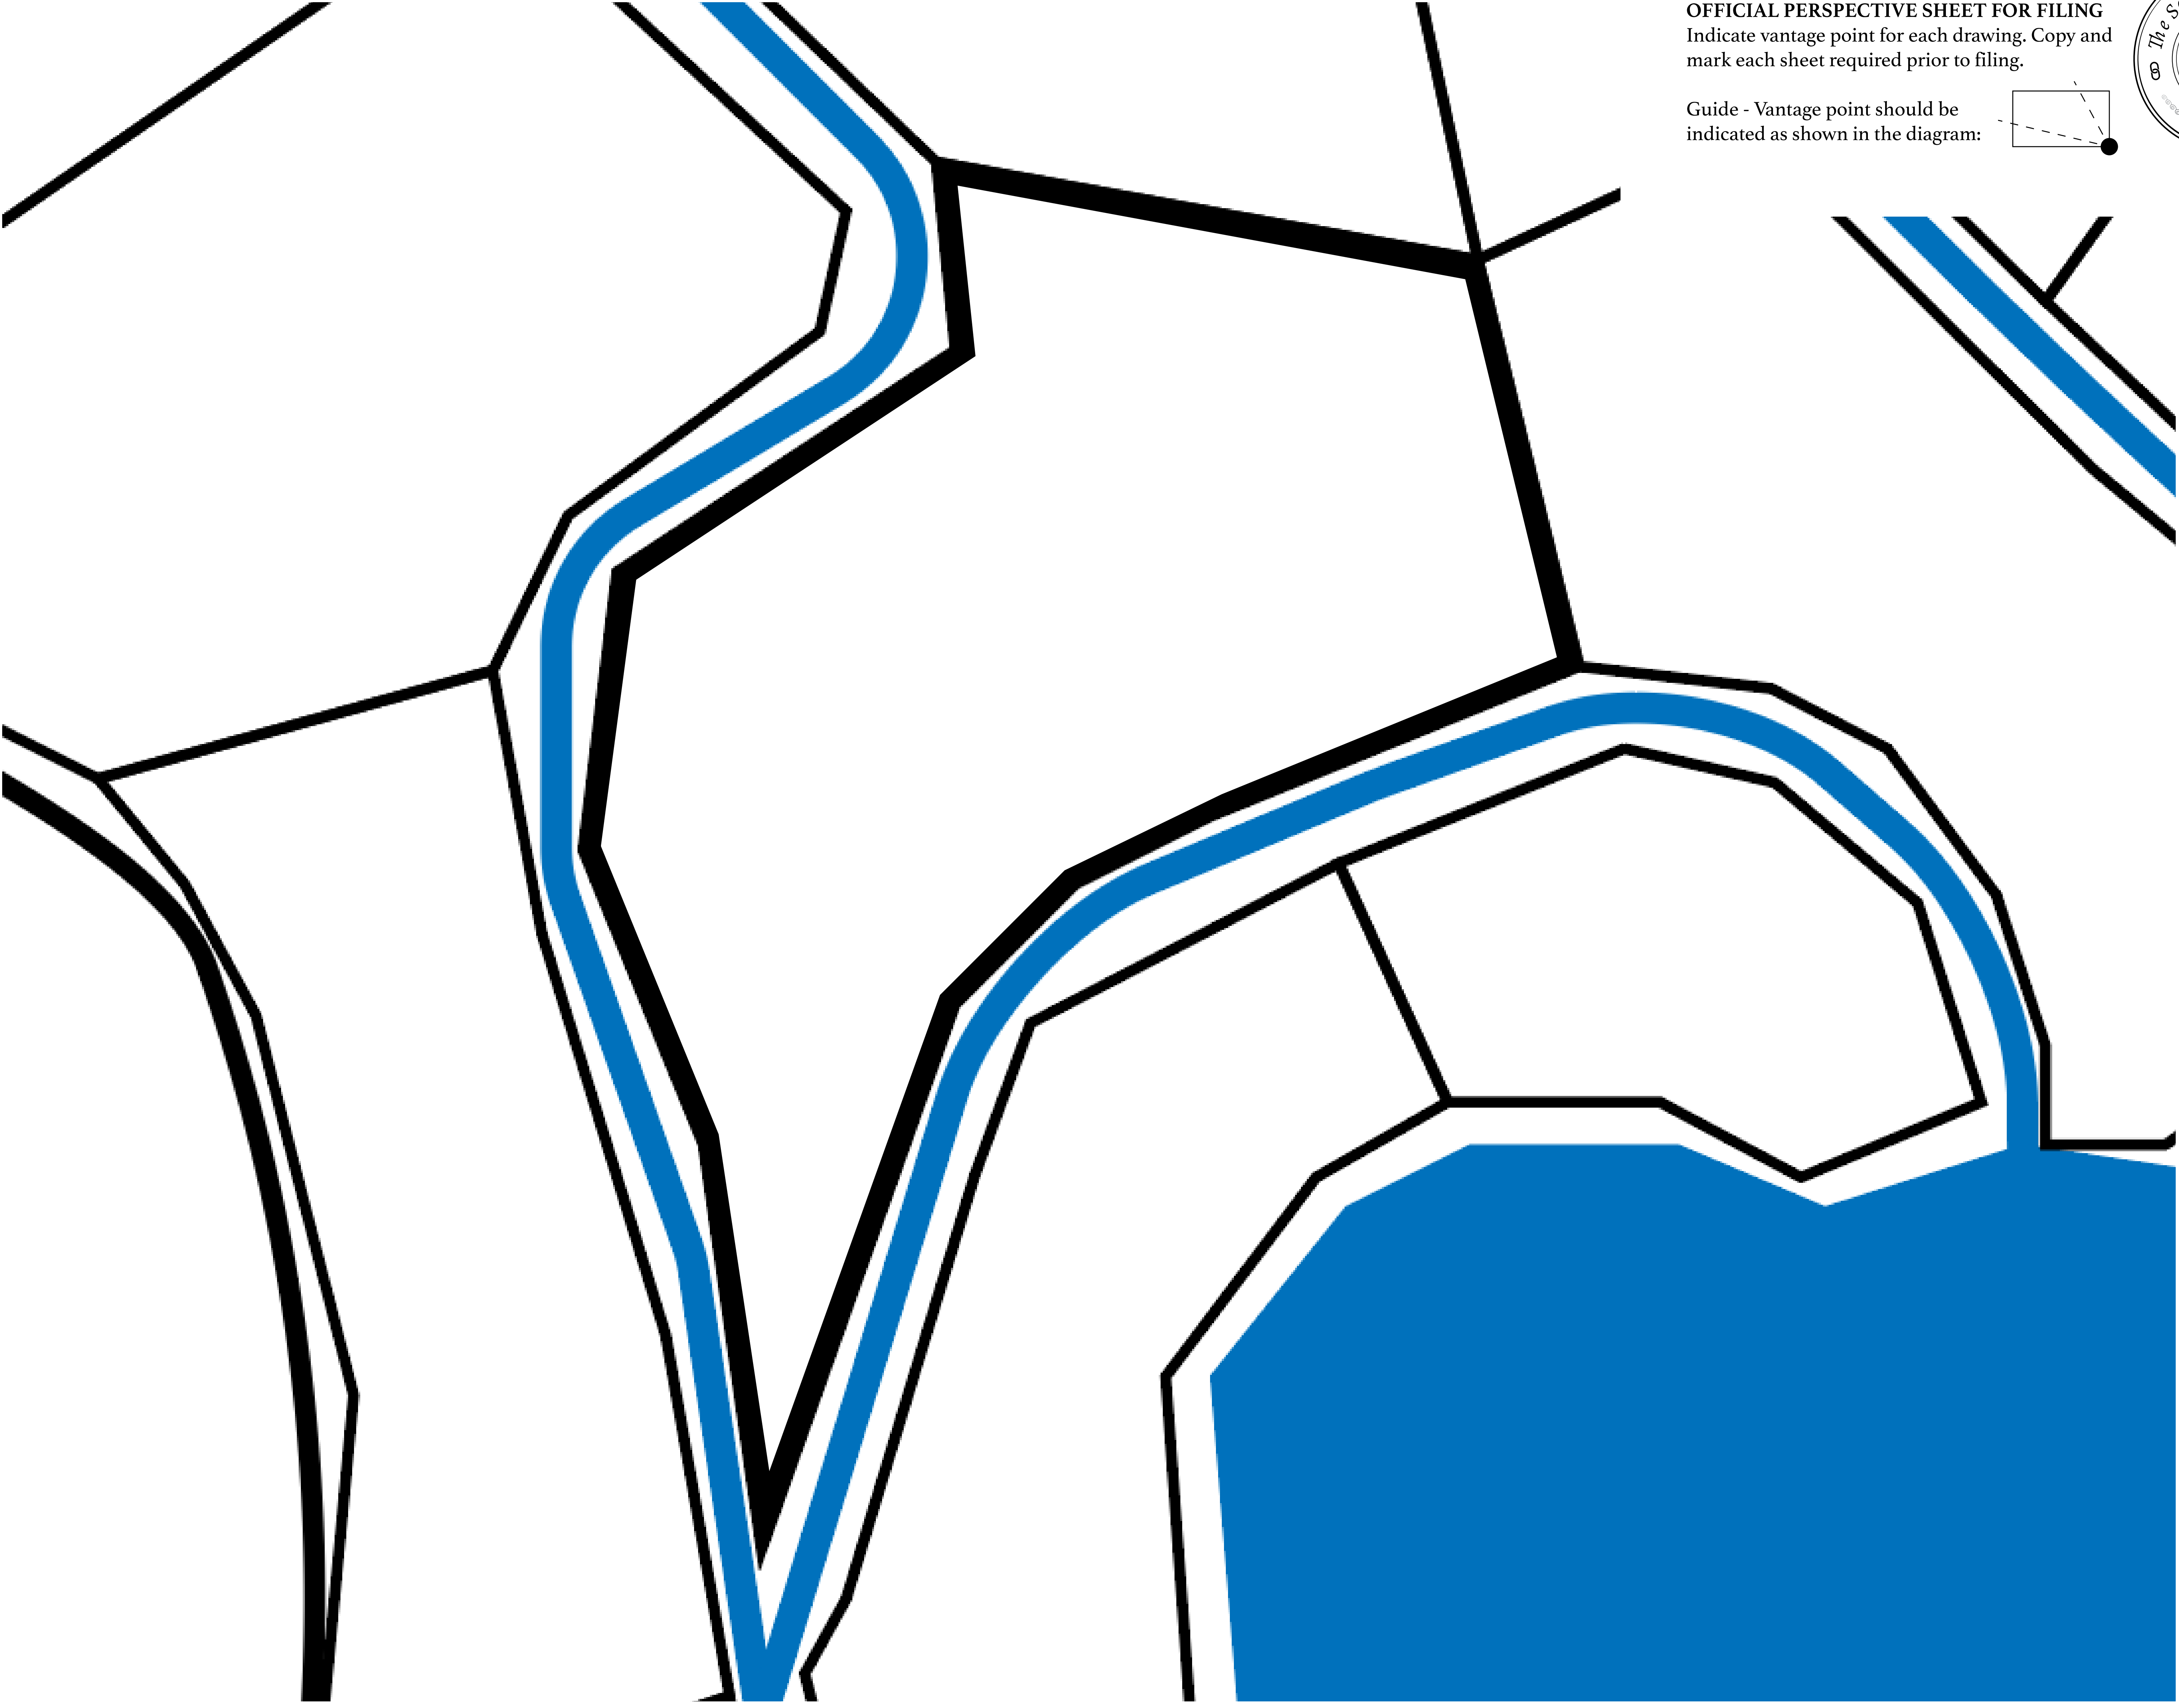 OFFICIAL PERSPECTIVE SHEET FOR FILING
Indicate vantage point for each drawing. Copy and
mark each sheet required prior to filing.
Guide - Vantage point should be
indicated as shown in the diagram:
The S